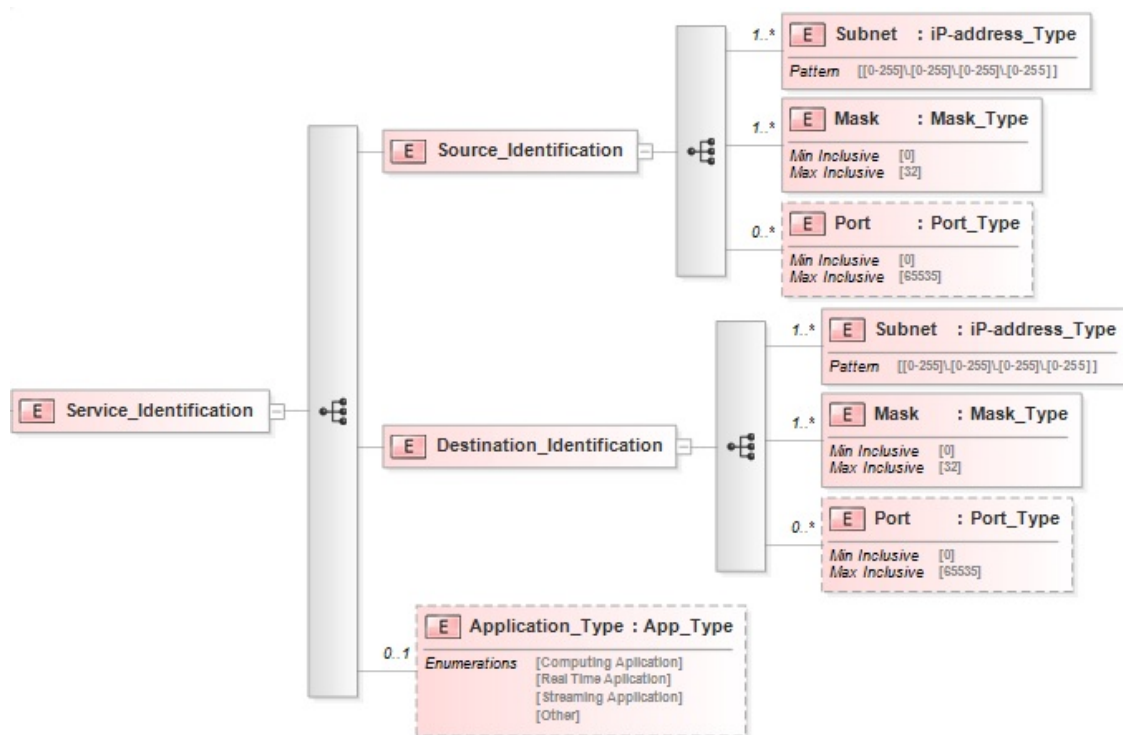 1..*
E Subnet : iP-address_Type
Pattern [[0-255]\[0-255]\[0-255]\[0-255]]
1..*
E Mask : Mask_Type
Min Inclusive [0]
Max Inclusive [32]
E Source_Identification
0..*
E Port : Port_Type
Min Inclusive [0]
Max Inclusive [65535]
1..*
E Subnet : iP-address_Type
Pattern [[0-255]\[0-255]\[0-255]\[0-255]]
E Service_Identification
1..*
E Mask : Mask_Type
Min Inclusive [0]
Max Inclusive [32]
E Destination_Identification
0..*
E Port : Port_Type
Min Inclusive [0]
Max Inclusive [65535]
0..1
E Application_Type : App_Type
Enumerations [Computing Aplication]
[Real Time Aplication]
[Streaming Application]
[Other]